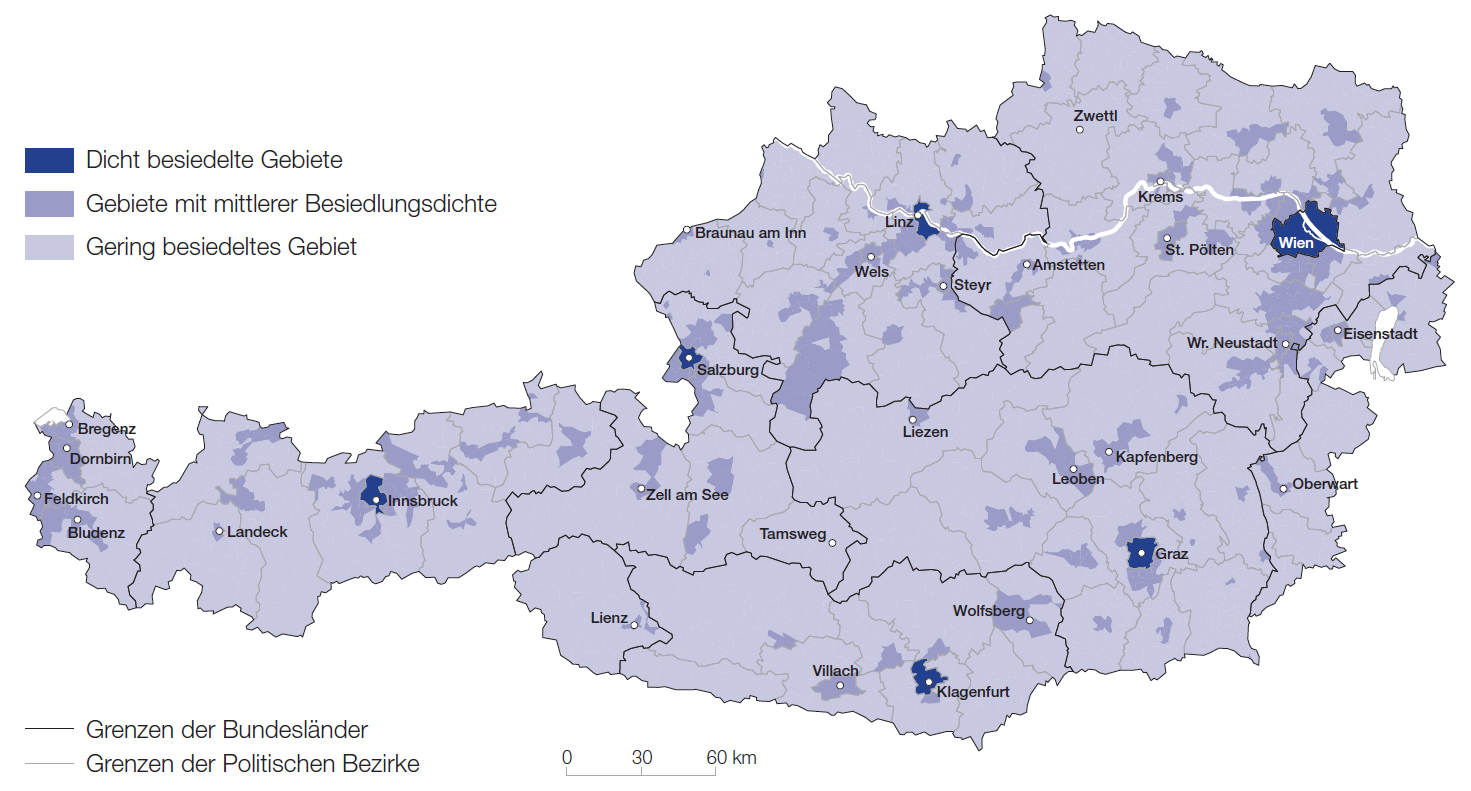 Zwettl
Dicht besiedelte Gebiete
Krems
Gebiete mit mittlerer Besiedlungsdichte
Linz
Braunau am Inn
Wien
Gering besiedeltes Gebiet
St. Pölten
Amstetten
Wels
Steyr
Eisenstadt
Wr. Neustadt
Salzburg
Bregenz
Liezen
Dornbirn
Kapfenberg
Leoben
Oberwart
Feldkirch
Zell am See
Innsbruck
Bludenz
Landeck
Tamsweg
Graz
Wolfsberg
Lienz
Villach
Klagenfurt
Grenzen der Bundesländer
Grenzen der Politischen Bezirke
0 30 60 km